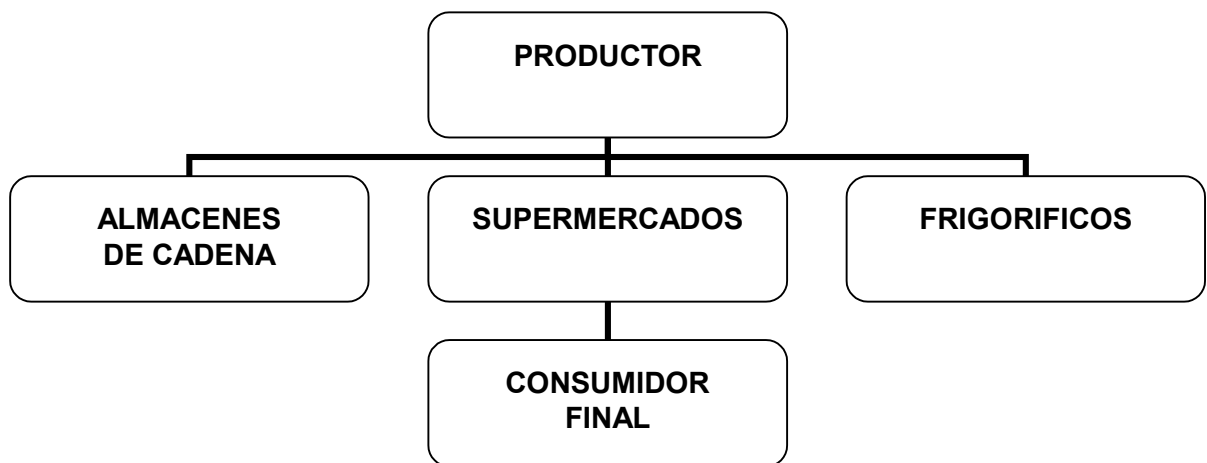 PRODUCTOR
ALMACENES
DE CADENA
SUPERMERCADOS
FRIGORIFICOS
CONSUMIDOR
FINAL